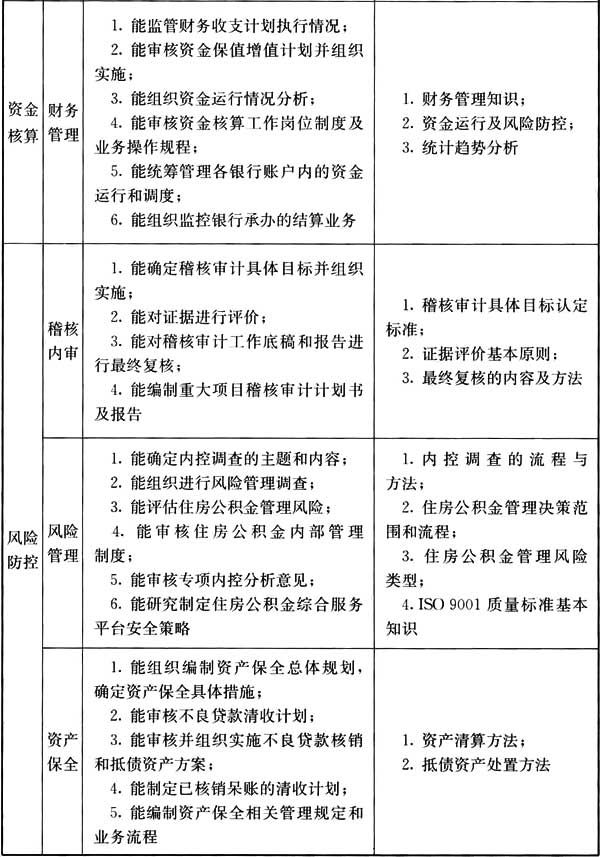 资金
核算
财务
管理
1. 能监管财务收支计划执行情况；
2. 能审核资金保值增值计划并组织
实施；
3. 能组织资金运行情况分析；
4. 能审核资金核算工作岗位制度及
业务操作规程；
5. 能统筹管理各银行账户内的资金
运行和调度；
6. 能组织监控银行承办的结算业务
1. 财务管理知识；
2. 资金运行及风险防控；
3. 统计趋势分析
风险
防控
稽核
内审
1. 能确定稽核审计具体目标并组织
实施；
2. 能对证据进行评价；
3. 能对稽核审计工作底稿和报告进
行最终复核；
4. 能编制重大项目稽核审计计划书
及报告
1. 稽核审计具体目标认定
标准；
2. 证据评价基本原则；
3. 最终复核的内容及方法
风险
管理
1. 能确定内控调查的主题和内容；
2. 能组织进行风险管理调查；
3. 能评估住房公积金管理风险；
4. 能审核住房公积金内部管理
制度；
5. 能审核专项内控分析意见；
6. 能研究制定住房公积金综合服务
平台安全策略
1. 内控调查的流程与
方法；
2. 住房公积金管理决策范
围和流程；
3. 住房公积金管理风险
类型；
4.ISO 9001 质量标准基本
知识
资产
保全
1. 能组织编制资产保全总体规划，
确定资产保全具体措施；
2. 能审核不良贷款清收计划；
3. 能审核并组织实施不良贷款核销
和抵债资产方案；
4. 能制定已核销呆账的清收计划；
5. 能编制资产保全相关管理规定和
业务流程
1. 资产清算方法；
2. 抵债资产处置方法